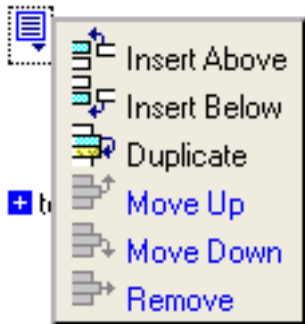 Insert Above
Insert Below
Duplicate
Move Up
Move Down
Remove